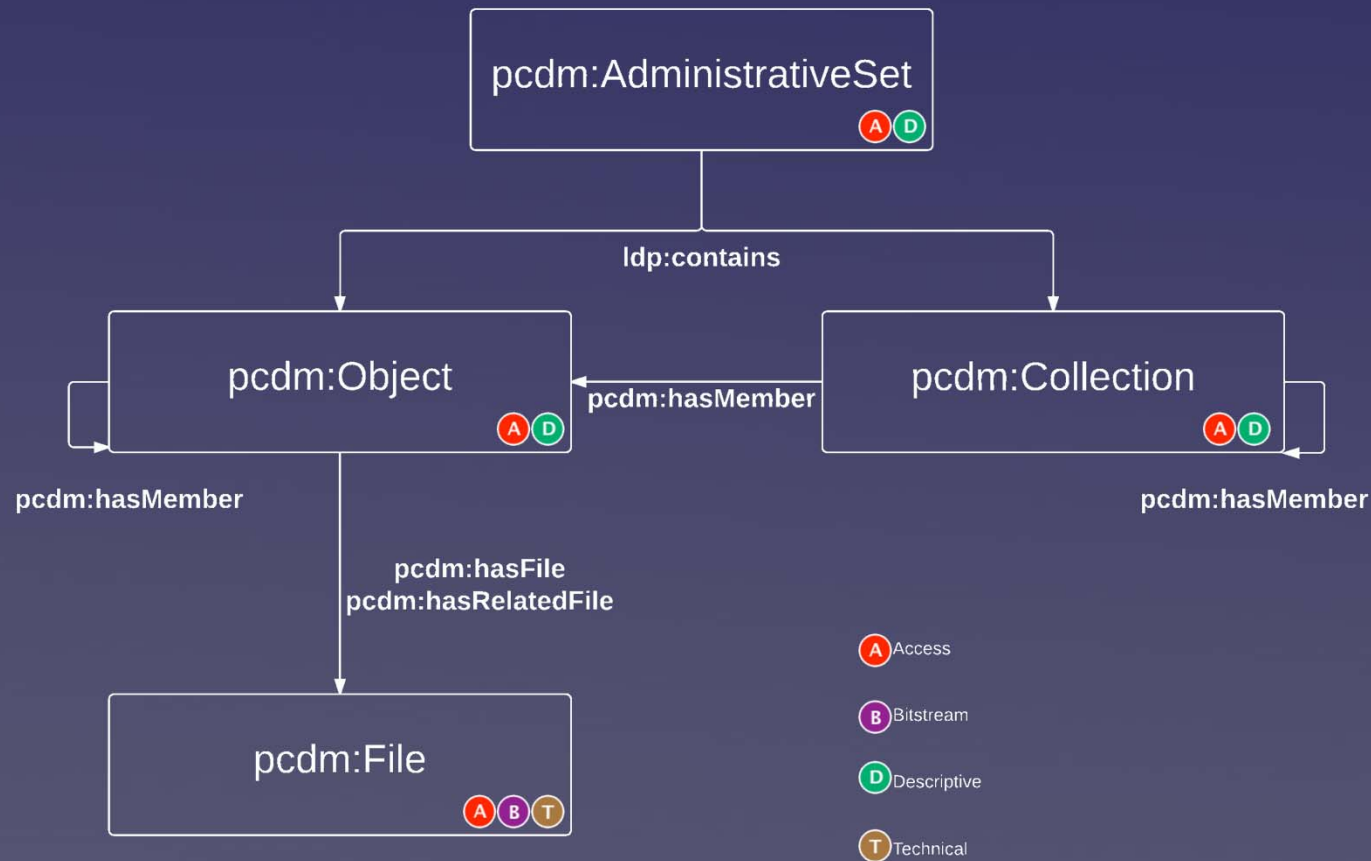 pcdm:AdministrativeSet
A D
ldp:contains
pcdm:Object
A D
pcdm:hasMember
pcdm:Collection
A D
pcdm:hasMember
pcdm:hasMember
pcdm:hasFile
pcdm:hasRelatedFile
pcdm:File
A B T
A Access
B Bitstream
D Descriptive
T Technical